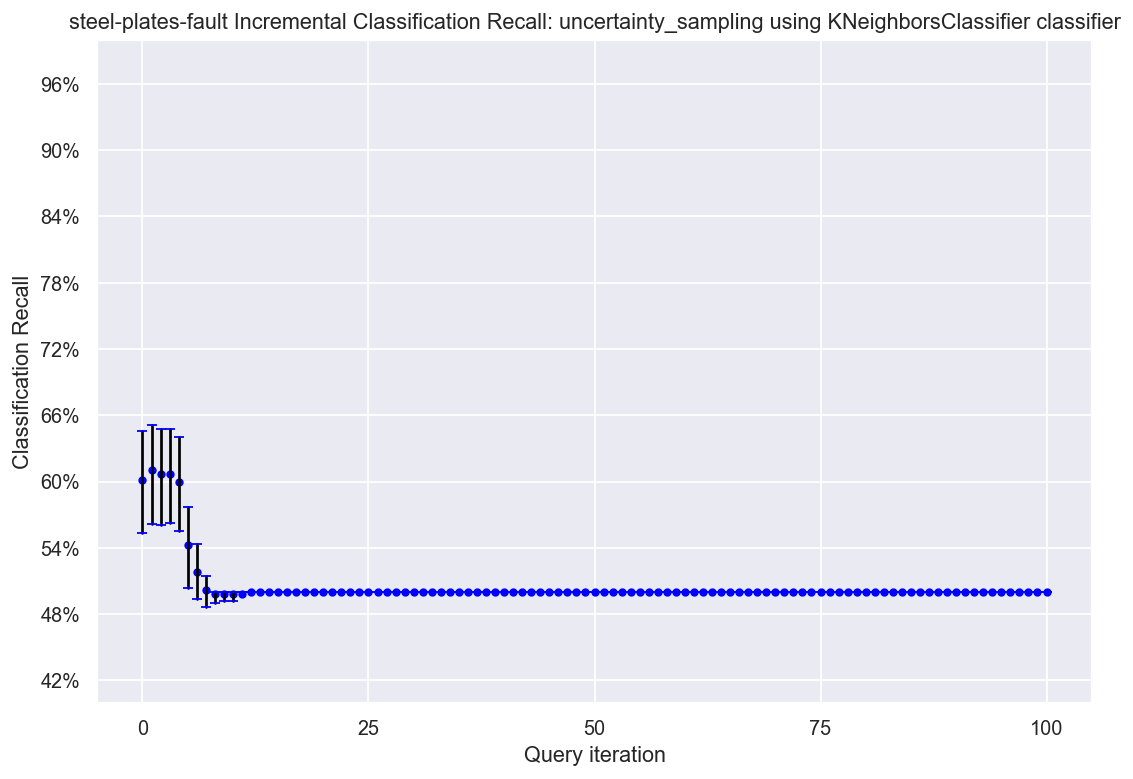 steel-plates-fault Incremental Classification Recall: uncertainty_sampling using KNeighborsClassifier classifier
96%
90%
84%
78%
72%
66%
60%
54%
48%
42%
Classification Recall
0 25 50 75 100
Query iteration